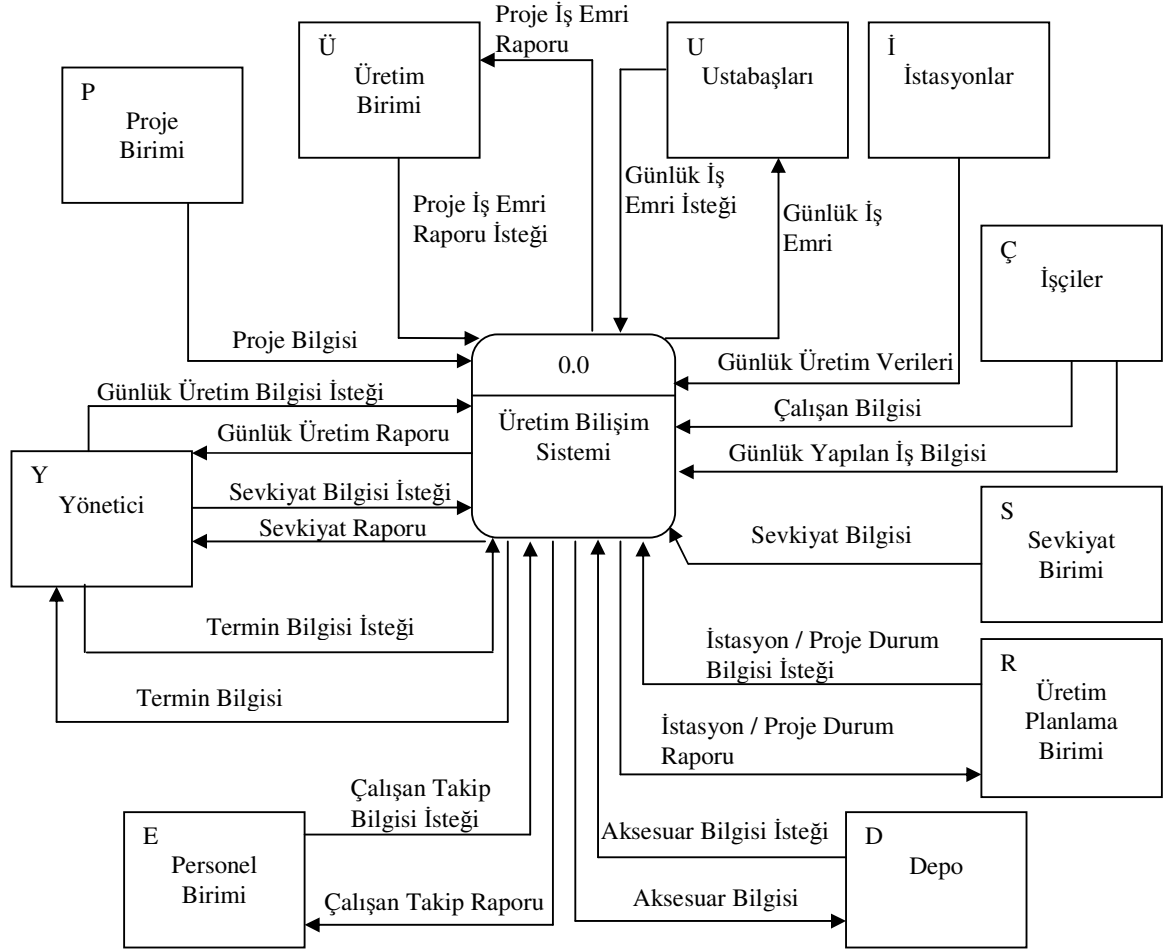 Proje İş Emri
Raporu
Ü
Üretim
Birimi
U
Ustabaşları
İ
İstasyonlar
P
Proje
Birimi
Günlük İş
Emri İsteği
Günlük İş
Emri
Proje İş Emri
Raporu İsteği
Ç
İşçiler
Proje Bilgisi
0.0
Üretim Bilişim
Sistemi
Günlük Üretim Verileri
Günlük Üretim Bilgisi İsteği
Çalışan Bilgisi
Günlük Üretim Raporu
Günlük Yapılan İş Bilgisi
Y
Yönetici
Sevkiyat Bilgisi İsteği
Sevkiyat Raporu
Sevkiyat Bilgisi
S
Sevkiyat
Birimi
Termin Bilgisi İsteği
İstasyon / Proje Durum
Bilgisi İsteği
R
Üretim
Planlama
Birimi
Termin Bilgisi
İstasyon / Proje Durum
Raporu
Çalışan Takip
Bilgisi İsteği
E
Personel
Birimi
Aksesuar Bilgisi İsteği
D
Depo
Çalışan Takip Raporu
Aksesuar Bilgisi